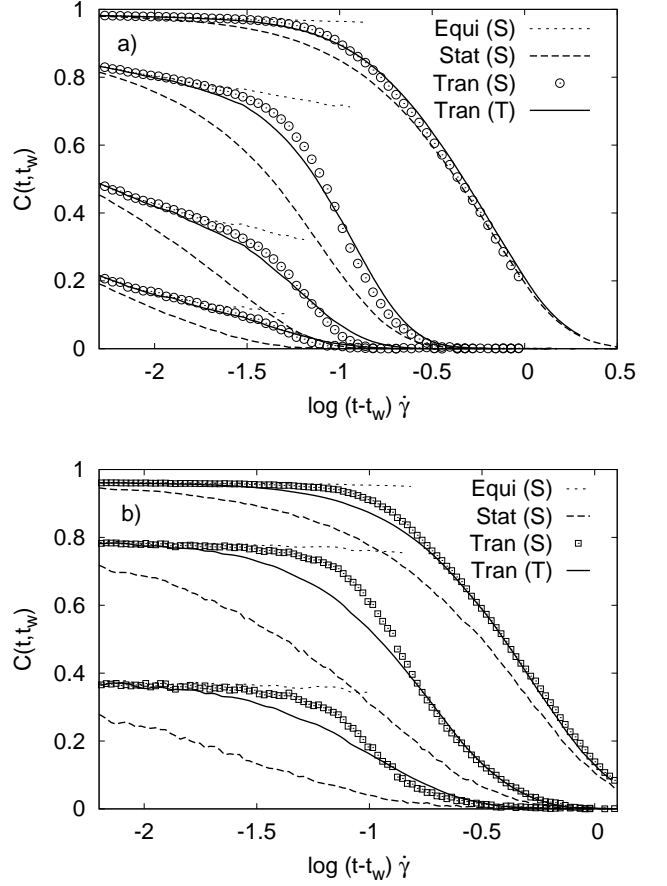 a)
Equi (S)
Stat (S)
Tran (S)
Tran (T)
C(t,t_w)
1
0.8
0.6
0.4
0.2
0
-2 -1.5 -1 -0.5 0 0.5
log (t-t_w) γ̇
b)
Equi (S)
Stat (S)
Tran (S)
Tran (T)
C(t,t_w)
1
0.8
0.6
0.4
0.2
0
-2 -1.5 -1 -0.5 0
log (t-t_w) γ̇